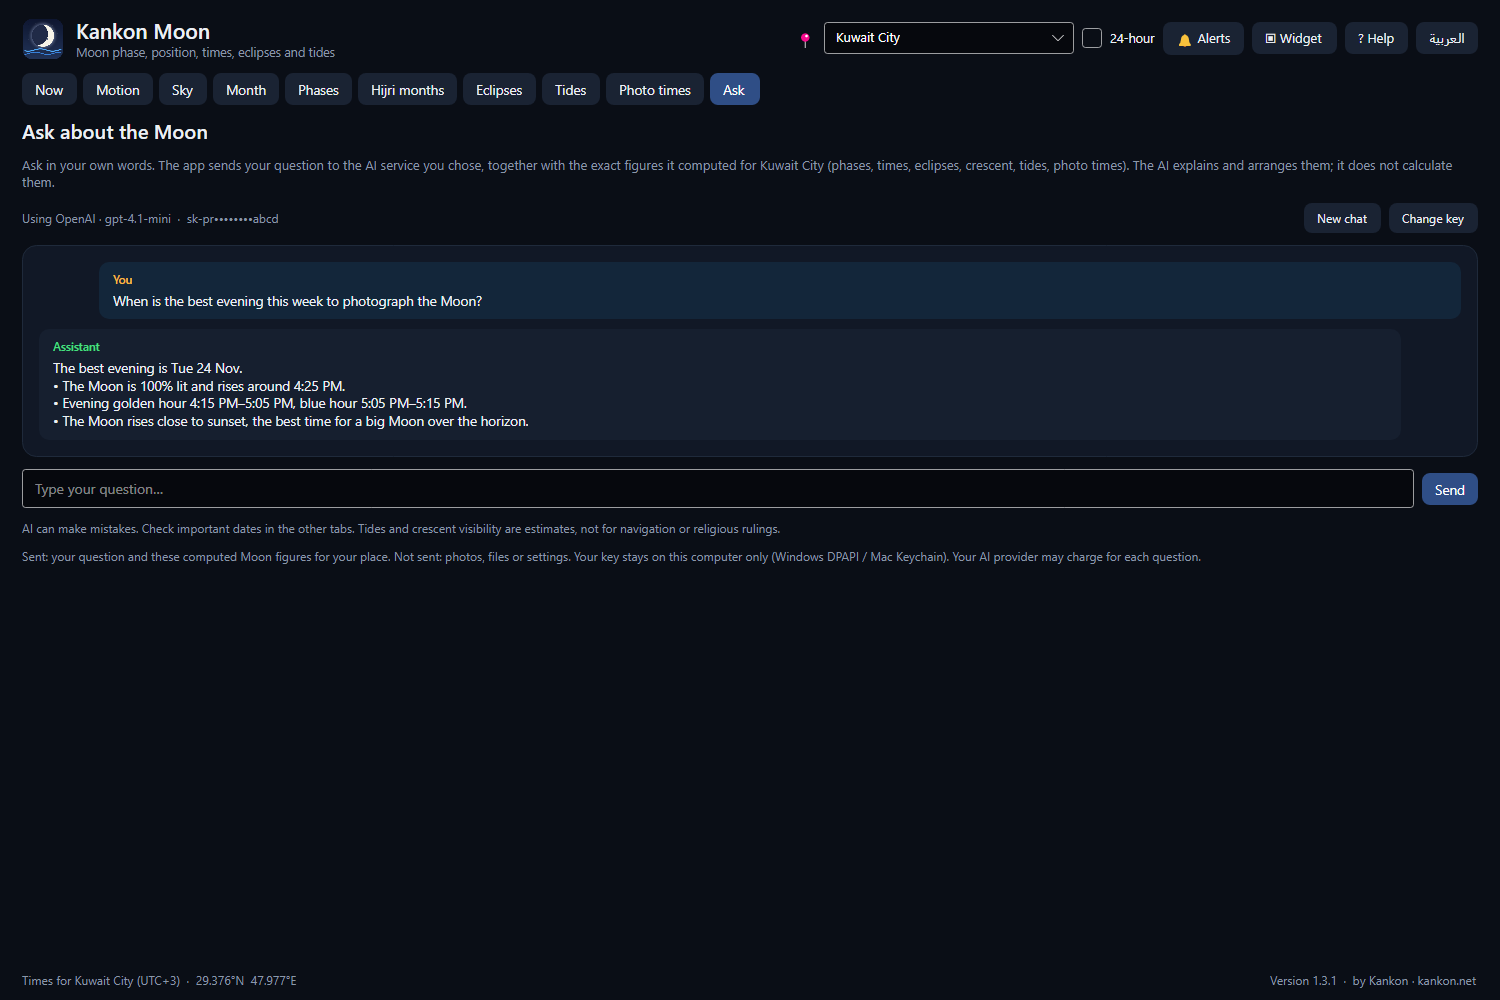 Kankon Moon
Moon phase, position, times, eclipses and tides
Kuwait City
24-hour
Alerts
Widget
? Help
العربية
Now
Motion
Sky
Month
Phases
Hijri months
Eclipses
Tides
Photo times
Ask
Ask about the Moon
Ask in your own words. The app sends your question to the AI service you chose, together with the exact figures it computed for Kuwait City (phases, times, eclipses, crescent, tides, photo times). The AI explains and arranges them; it does not calculate
them.
Using OpenAI · gpt-4.1-mini · sk-pr••••••••abcd
New chat
Change key
You
When is the best evening this week to photograph the Moon?
Assistant
The best evening is Tue 24 Nov.
• The Moon is 100% lit and rises around 4:25 PM.
• Evening golden hour 4:15 PM–5:05 PM, blue hour 5:05 PM–5:15 PM.
• The Moon rises close to sunset, the best time for a big Moon over the horizon.
Type your question...
Send
AI can make mistakes. Check important dates in the other tabs. Tides and crescent visibility are estimates, not for navigation or religious rulings.
Sent: your question and these computed Moon figures for your place. Not sent: photos, files or settings. Your key stays on this computer only (Windows DPAPI / Mac Keychain). Your AI provider may charge for each question.
Times for Kuwait City (UTC+3) · 29.376°N 47.977°E
Version 1.3.1 · by Kankon · kankon.net